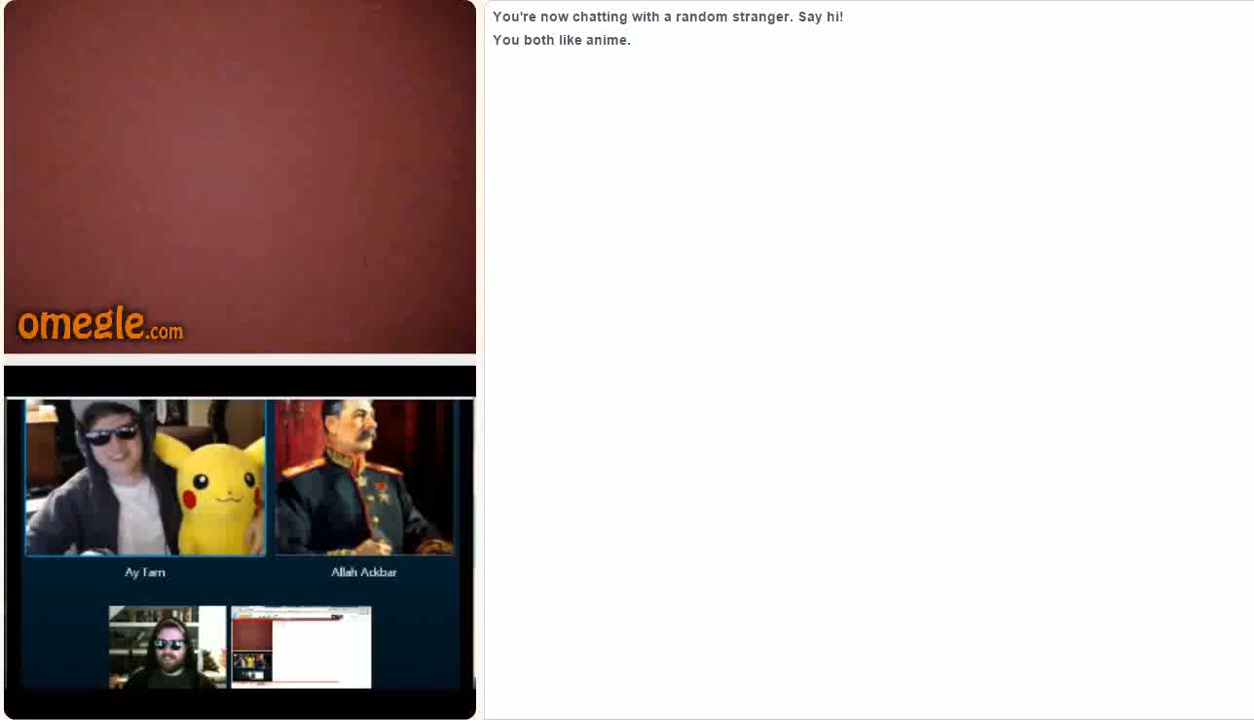 You're now chatting with a random stranger. Say hi!
You both like anime.
omegle.com
Ay Tam
Allah Ackbar